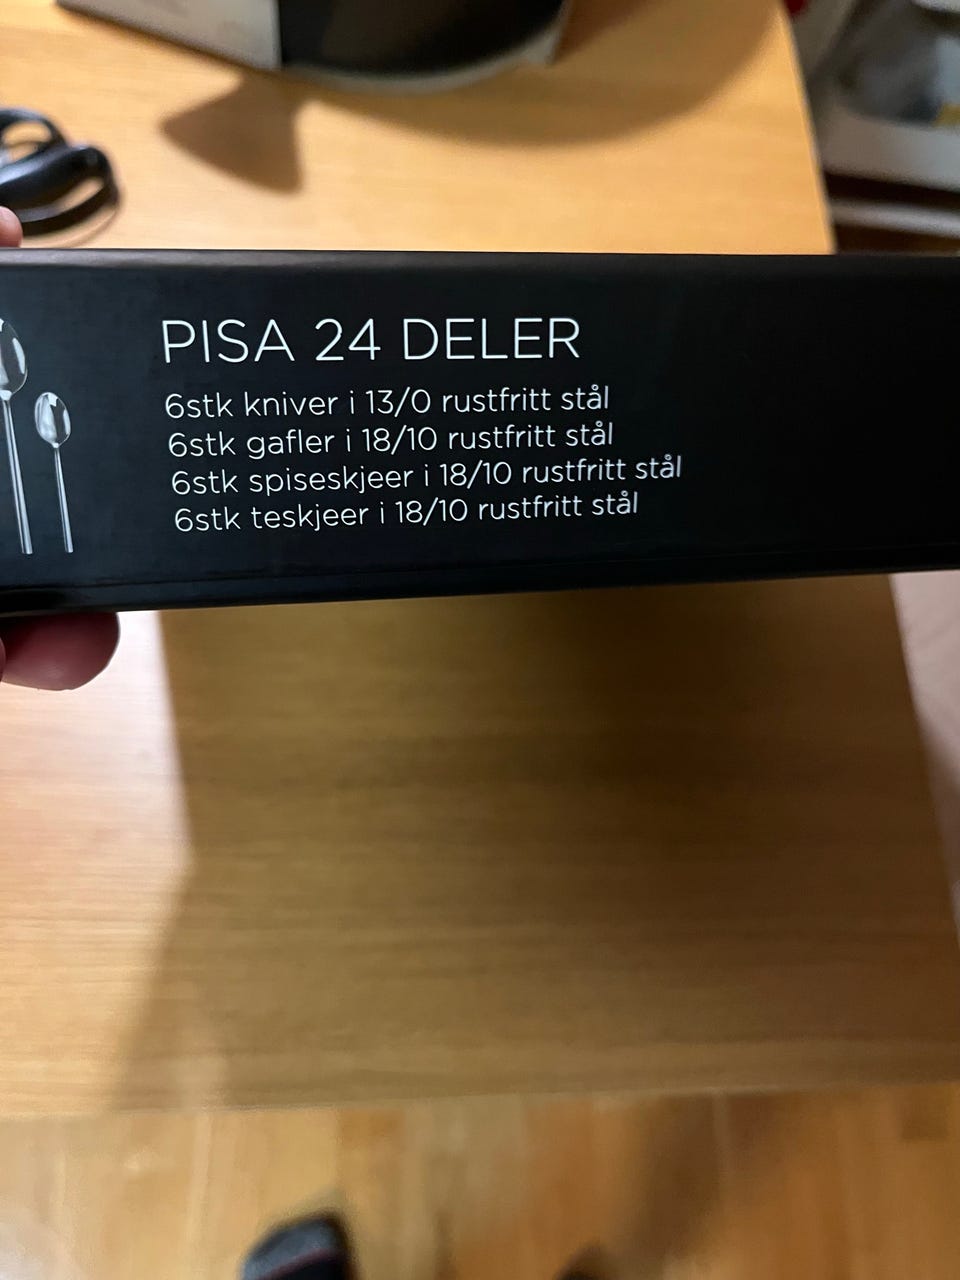 PISA 24 DELER
6stk kniver i 13/0 rustfritt stål
6stk gafler i 18/10 rustfritt stål
6stk spiseskjeer i 18/10 rustfritt stål
6stk teskjeer i 18/10 rustfritt stål